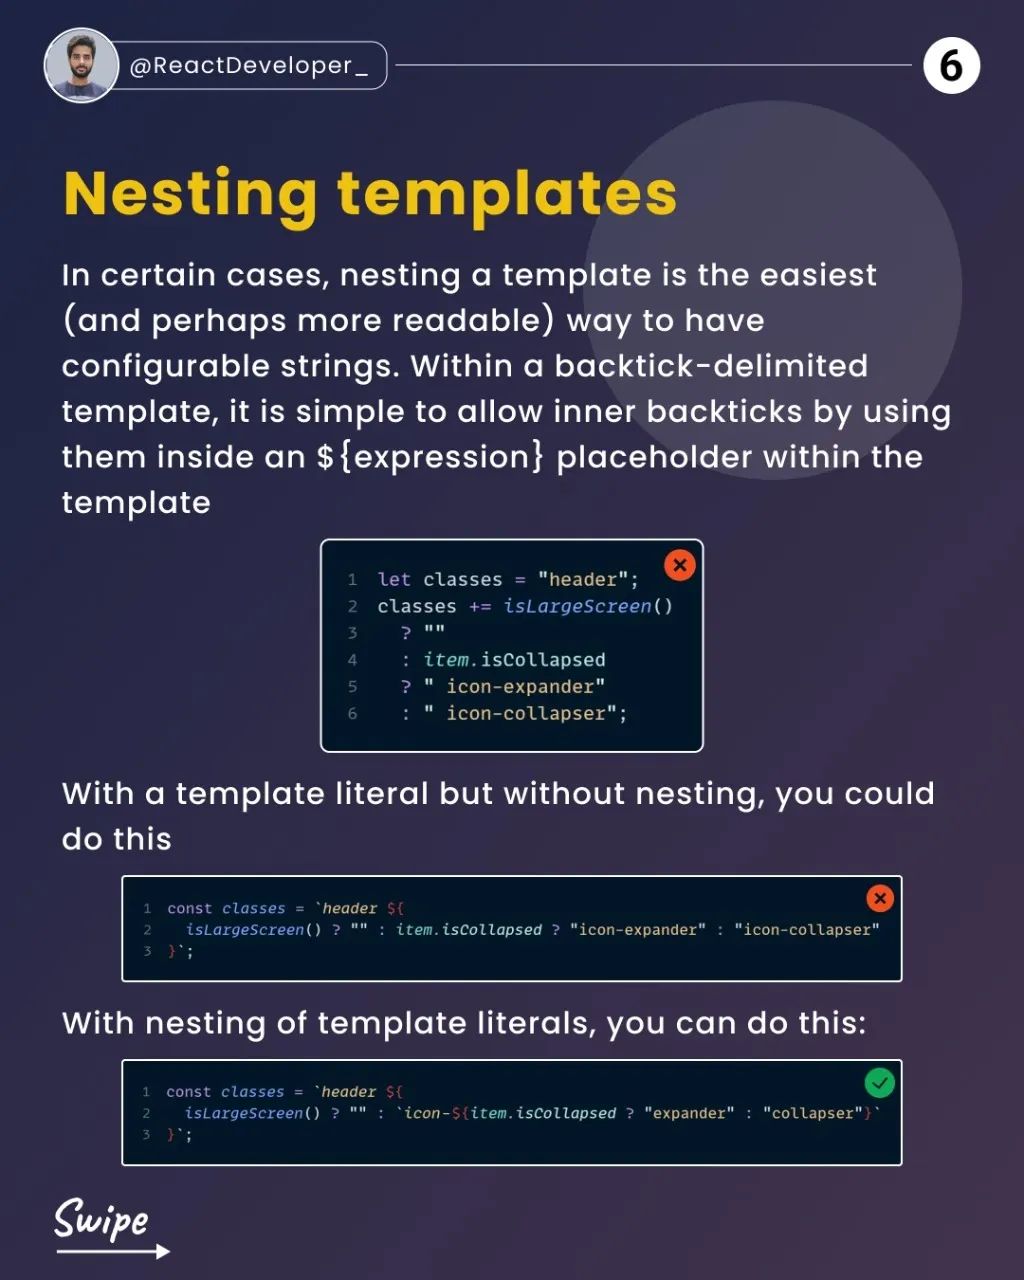 @ReactDeveloper_
6
Nesting templates
In certain cases, nesting a template is the easiest
(and perhaps more readable) way to have
configurable strings. Within a backtick-delimited
template, it is simple to allow inner backticks by using
them inside an ${expression} placeholder within the
template
1 let classes = "header";
2 classes += isLargeScreen()
3   ? ""
4   : item.isCollapsed
5   ? " icon-expander"
6   : " icon-collapser";
With a template literal but without nesting, you could
do this
1 const classes = `header ${
2   isLargeScreen() ? "" : item.isCollapsed ? "icon-expander" : "icon-collapser"
3 }`;
With nesting of template literals, you can do this:
1 const classes = `header ${
2   isLargeScreen() ? "" : `icon-${item.isCollapsed ? "expander" : "collapser"}`
3 }`;
Swipe